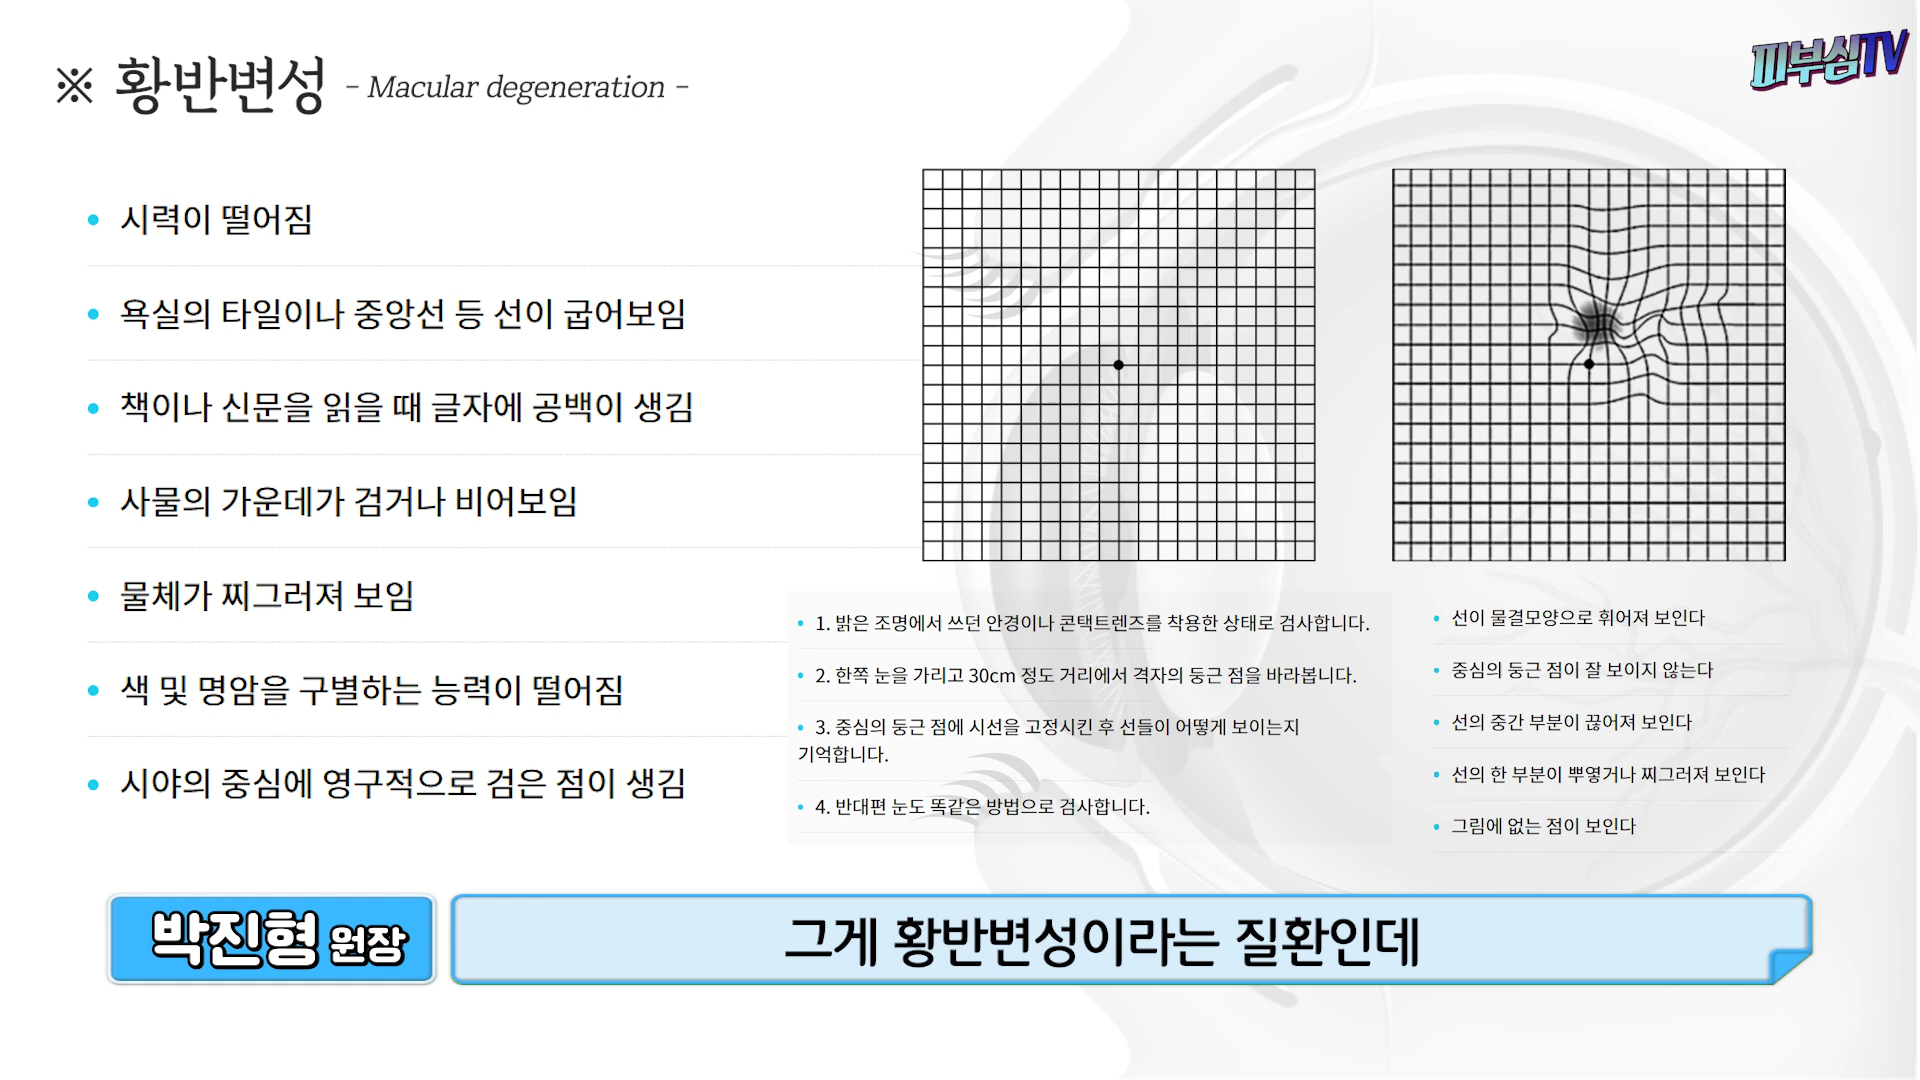 ※ 황반변성 - Macular degeneration -
피부심TV
• 시력이 떨어짐
• 욕실의 타일이나 중앙선 등 선이 굽어보임
• 책이나 신문을 읽을 때 글자에 공백이 생김
• 사물의 가운데가 검거나 비어보임
• 물체가 찌그러져 보임
• 색 및 명암을 구별하는 능력이 떨어짐
• 시야의 중심에 영구적으로 검은 점이 생김
• 1. 밝은 조명에서 쓰던 안경이나 콘택트렌즈를 착용한 상태로 검사합니다.
• 2. 한쪽 눈을 가리고 30cm 정도 거리에서 격자의 둥근 점을 바라봅니다.
• 3. 중심의 둥근 점에 시선을 고정시킨 후 선들이 어떻게 보이는지
기억합니다.
• 4. 반대편 눈도 똑같은 방법으로 검사합니다.
• 선이 물결모양으로 휘어져 보인다
• 중심의 둥근 점이 잘 보이지 않는다
• 선의 중간 부분이 끊어져 보인다
• 선의 한 부분이 뿌옇거나 찌그러져 보인다
• 그림에 없는 점이 보인다
박진형 원장
그게 황반변성이라는 질환인데